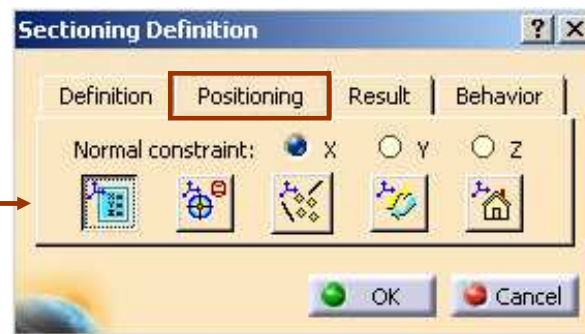 Sectioning Definition
Definition Positioning Result Behavior
Normal constraint: X Y Z
OK Cancel